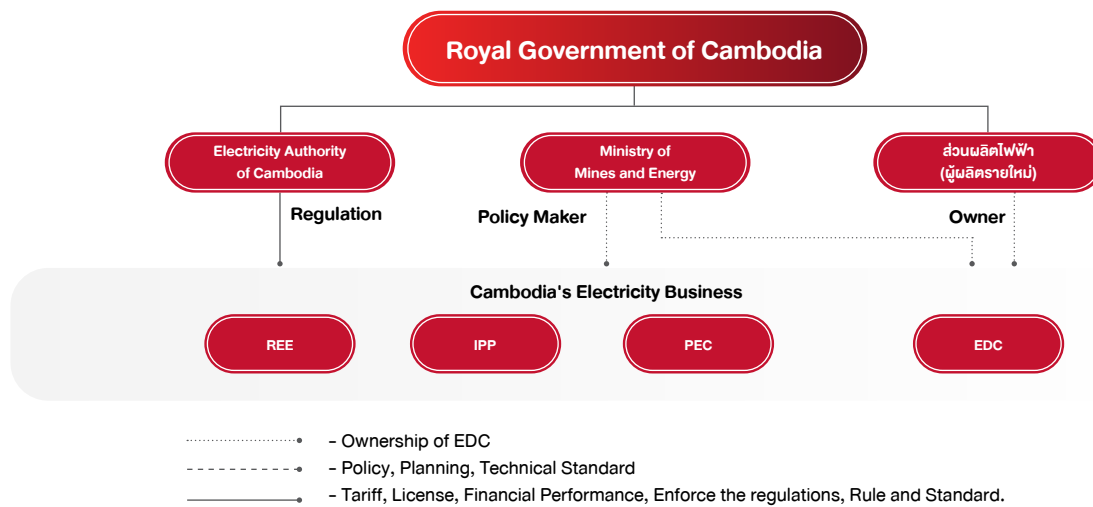 Royal Government of Cambodia
Electricity Authority
of Cambodia
Ministry of
Mines and Energy
ส่วนผลิตไฟฟ้า
(ผู้ผลิตรายใหม่)
Regulation
Policy Maker
Owner
Cambodia's Electricity Business
REE
IPP
PEC
EDC
- Ownership of EDC
- Policy, Planning, Technical Standard
- Tariff, License, Financial Performance, Enforce the regulations, Rule and Standard.